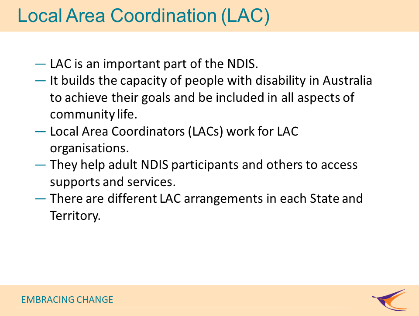 Local Area Coordination (LAC)
— LAC is an important part of the NDIS.
— It builds the capacity of people with disability in Australia
to achieve their goals and be included in all aspects of
community life.
— Local Area Coordinators (LACs) work for LAC
organisations.
— They help adult NDIS participants and others to access
supports and services.
— There are different LAC arrangements in each State and
Territory.
EMBRACING CHANGE